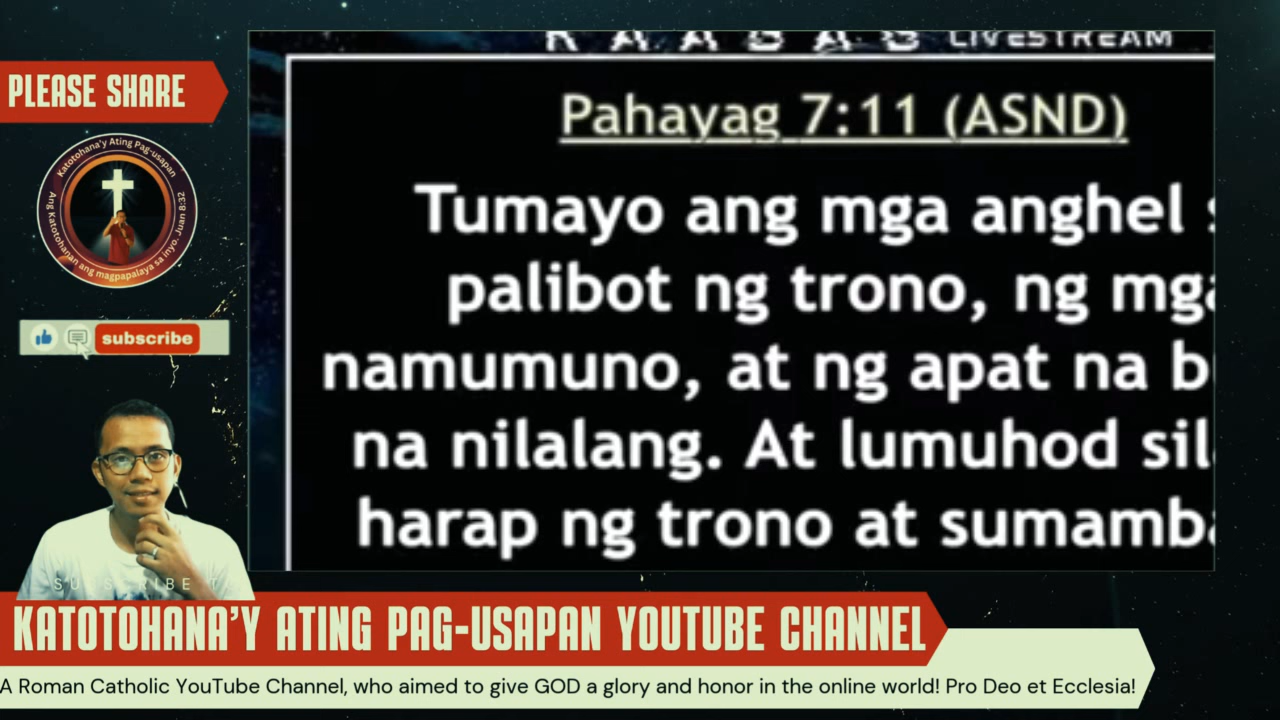 KAABAG LIVESTREAM
PLEASE SHARE
Katotohana'y Ating Pag-usapan
Ang Katotohanan ang magpapalaya sa inyo. Juan 8:32
subscribe
Pahayag 7:11 (ASND)
Tumayo ang mga anghel
palibot ng trono, ng mga
namumuno, at ng apat na b
na nilalang. At lumuhod sil
harap ng trono at sumamba
SUBSCRIBE
KATOTOHANA'Y ATING PAG-USAPAN YOUTUBE CHANNEL
A Roman Catholic YouTube Channel, who aimed to give GOD a glory and honor in the online world! Pro Deo et Ecclesia!